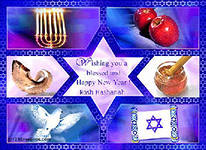 Wishing you a
blessed and
Happy New Year!
Rosh Hashanah